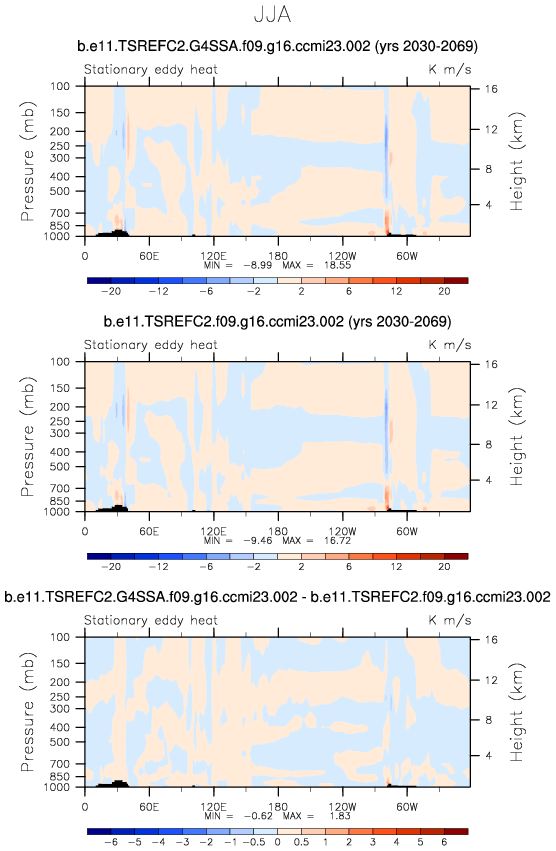 JJA
b.e11.TSREFC2.G4SSA.f09.g16.ccmi23.002 (yrs 2030-2069)
Stationary eddy heat K m/s
Pressure (mb)
100
150
200
250
300
400
500
700
850
1000
16
12
8
4
Height (km)
0 60E 120E 180 120W 60W
MIN = -8.99 MAX = 18.55
-20 -12 -6 -2 2 6 12 20
b.e11.TSREFC2.f09.g16.ccmi23.002 (yrs 2030-2069)
Stationary eddy heat K m/s
Pressure (mb)
100
150
200
250
300
400
500
700
850
1000
16
12
8
4
Height (km)
0 60E 120E 180 120W 60W
MIN = -9.46 MAX = 16.72
-20 -12 -6 -2 2 6 12 20
b.e11.TSREFC2.G4SSA.f09.g16.ccmi23.002 - b.e11.TSREFC2.f09.g16.ccmi23.002
Stationary eddy heat K m/s
Pressure (mb)
100
150
200
250
300
400
500
700
850
1000
16
12
8
4
Height (km)
0 60E 120E 180 120W 60W
MIN = -0.62 MAX = 1.83
-6 -5 -4 -3 -2 -1 -0.5 0 0.5 1 2 3 4 5 6